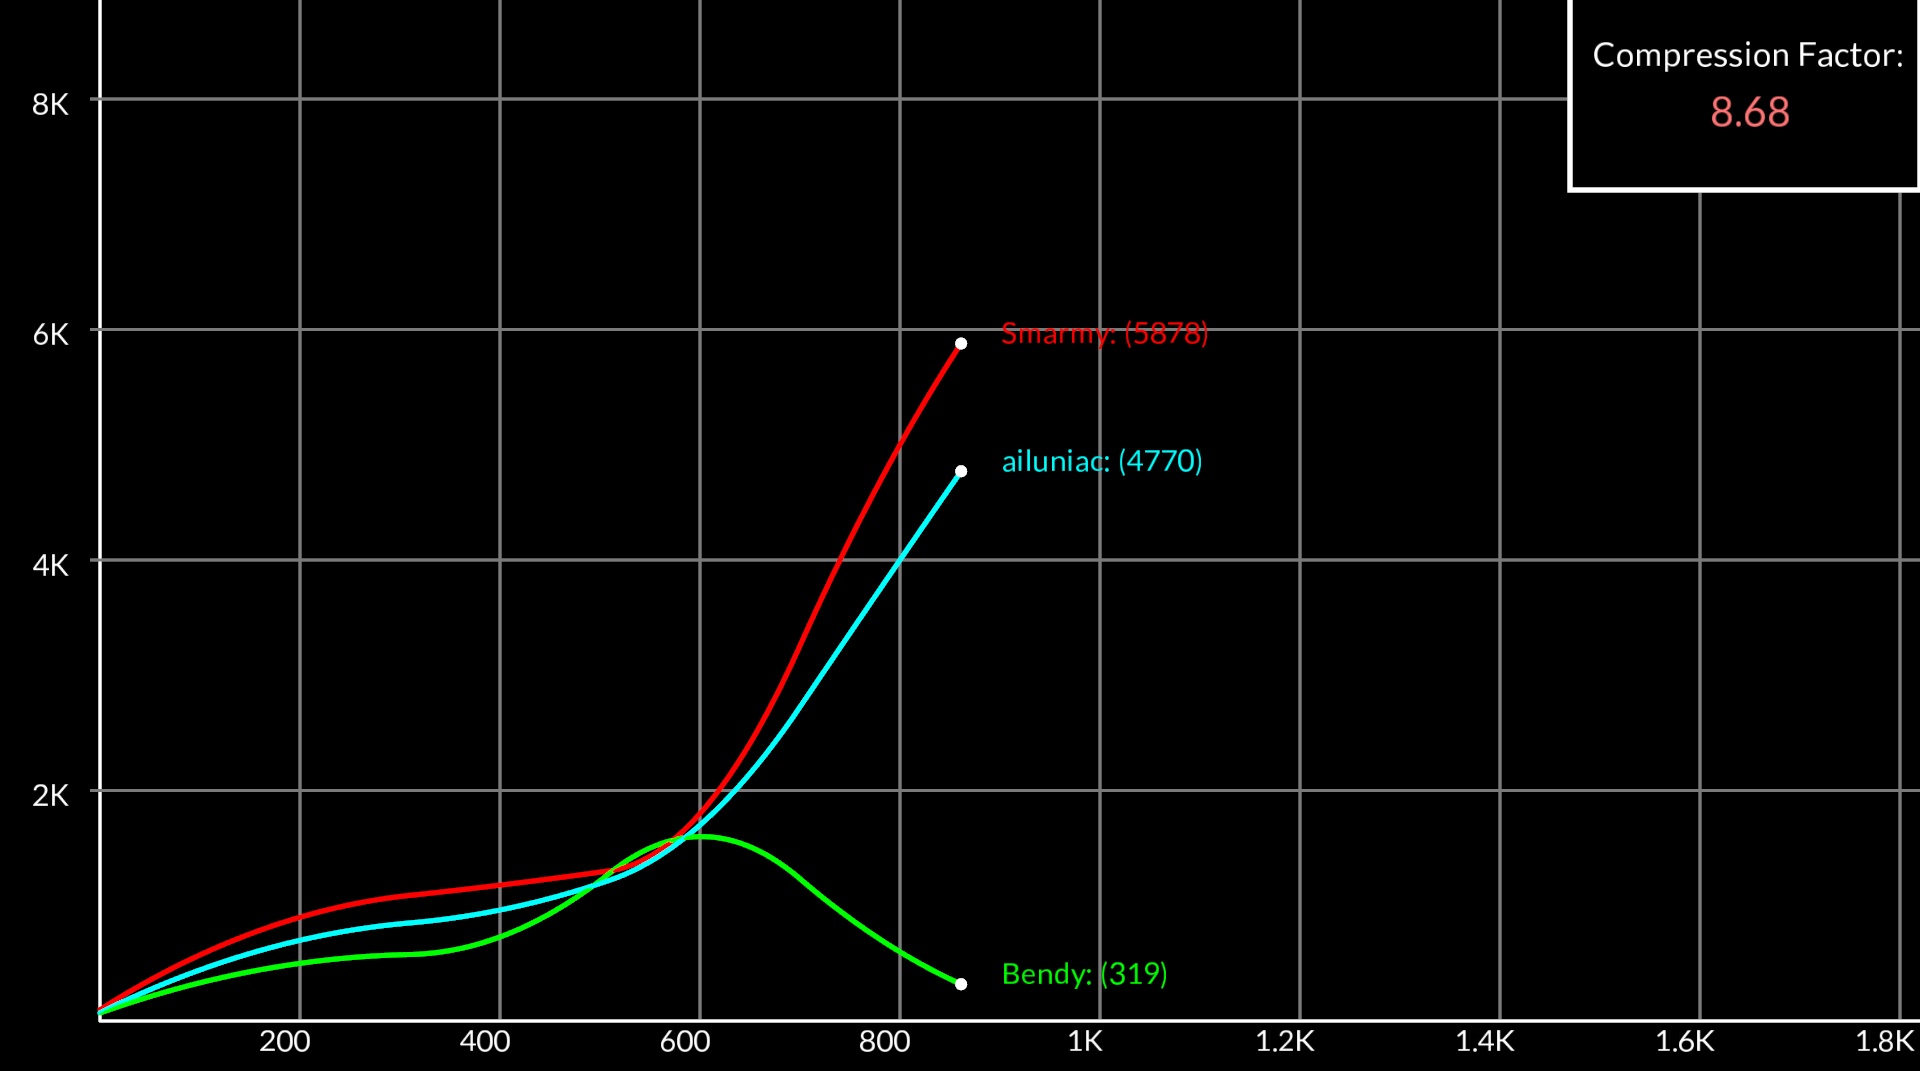 Compression Factor:
8.68
8K
6K
4K
2K
Smarmy: (5878)
ailuniac: (4770)
Bendy: (319)
200 400 600 800 1K 1.2K 1.4K 1.6K 1.8K